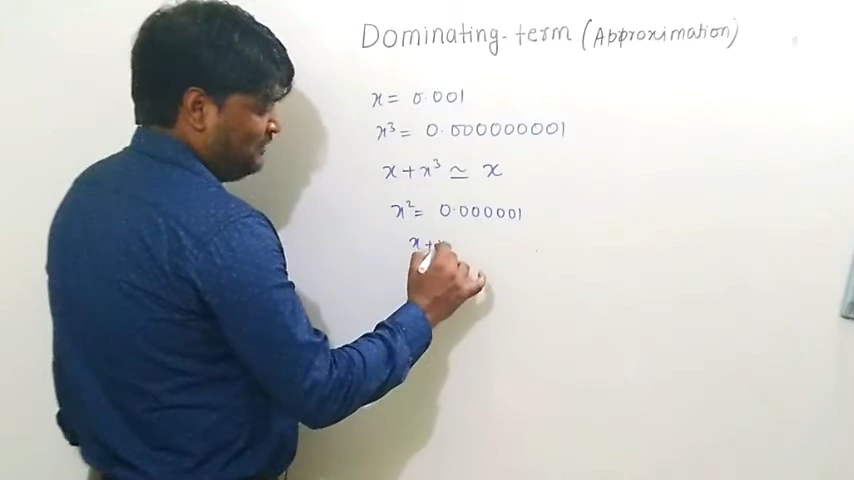 Dominating-term (Approximation)
x = 0.001
x³ = 0.000000001
x + x³ ≃ x
x² = 0.000001
x +